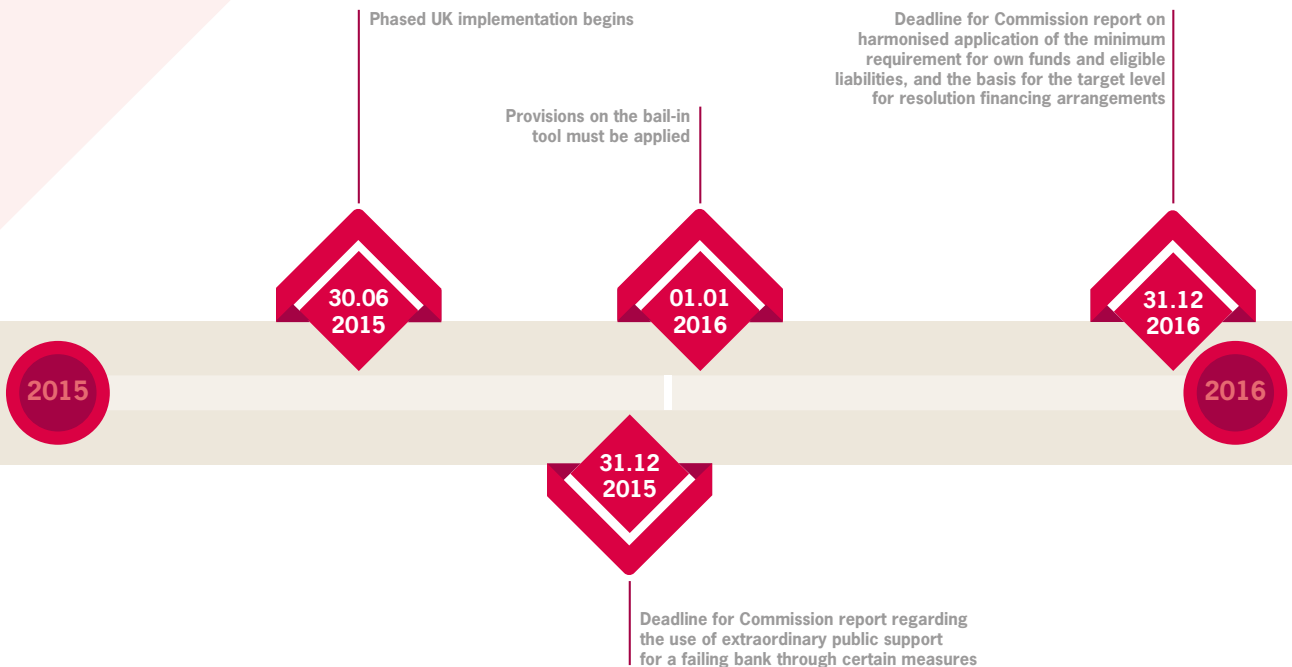 Phased UK implementation begins
Provisions on the bail-in
tool must be applied
Deadline for Commission report on
harmonised application of the minimum
requirement for own funds and eligible
liabilities, and the basis for the target level
for resolution financing arrangements
30.06
2015
01.01
2016
31.12
2016
2015
2016
31.12
2015
Deadline for Commission report regarding
the use of extraordinary public support
for a failing bank through certain measures